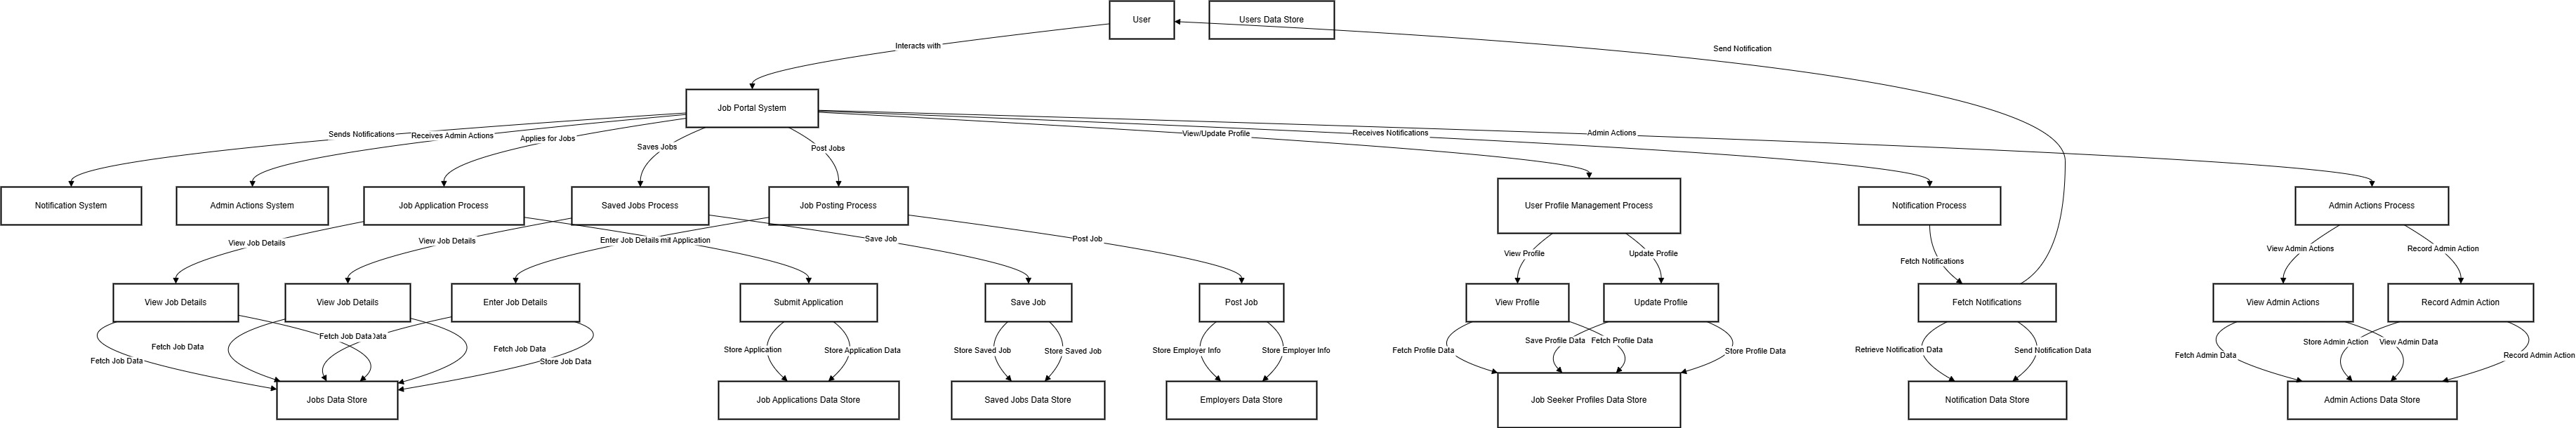 User
Users Data Store
Interacts with
Send Notification
Job Portal System
Sends Notifications
Receives Admin Actions
Applies for Jobs
Saves Jobs
Post Jobs
View/Update Profile
Receives Notifications
Admin Actions
Notification System
Admin Actions System
Job Application Process
Saved Jobs Process
Job Posting Process
User Profile Management Process
Notification Process
Admin Actions Process
View Job Details
View Job Details
Enter Job Details
Application
Save Job
Post Job
View Profile
Update Profile
Fetch Notifications
View Admin Actions
Record Admin Action
View Job Details
View Job Details
Enter Job Details
Submit Application
Save Job
Post Job
View Profile
Update Profile
Fetch Notifications
View Admin Actions
Record Admin Action
Fetch Job Data
Fetch Job Data
Fetch Job Data
Data
Fetch Job Data
Store Job Data
Store Application
Store Application Data
Store Saved Job
Store Saved Job
Store Employer Info
Store Employer Info
Fetch Profile Data
Save Profile Data
Fetch Profile Data
Store Profile Data
Retrieve Notification Data
Send Notification Data
Fetch Admin Data
Store Admin Action
View Admin Data
Record Admin Action
Jobs Data Store
Job Applications Data Store
Saved Jobs Data Store
Employers Data Store
Job Seeker Profiles Data Store
Notification Data Store
Admin Actions Data Store